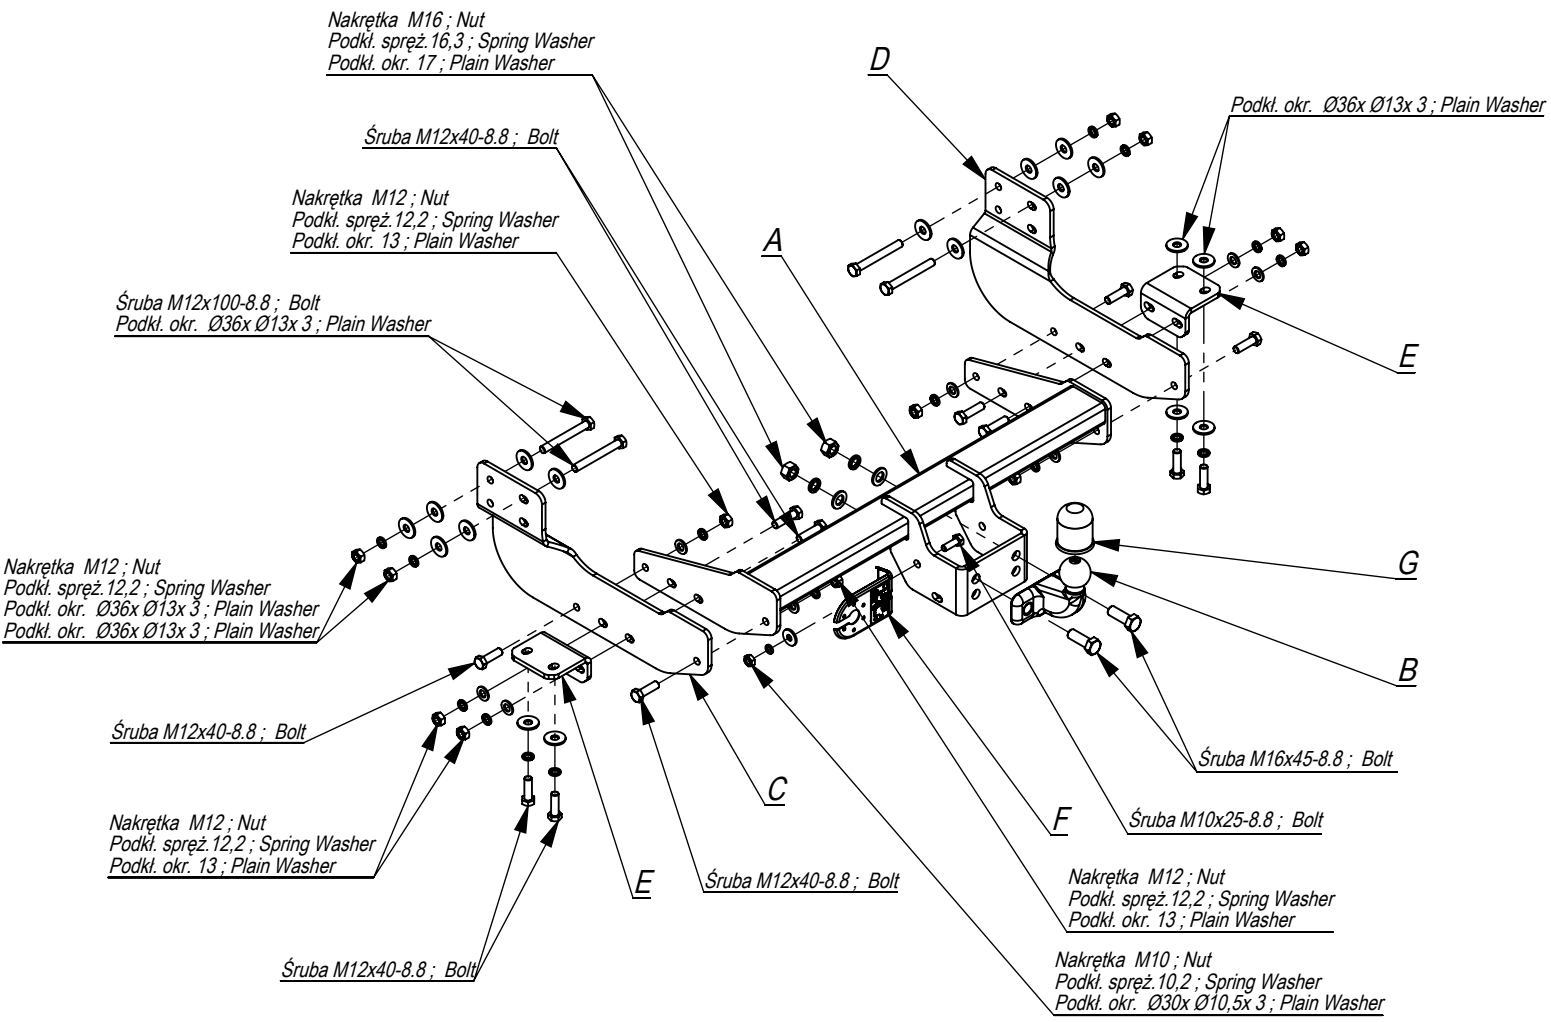 Nakrętka M16 ; Nut
Podkł. spręż.16,3 ; Spring Washer
Podkł. okr. 17 ; Plain Washer
D
Podkł. okr. Ø36x Ø13x 3 ; Plain Washer
Śruba M12x40-8.8 ; Bolt
Nakrętka M12 ; Nut
Podkł. spręż.12,2 ; Spring Washer
Podkł. okr. 13 ; Plain Washer
A
Śruba M12x100-8.8 ; Bolt
Podkł. okr. Ø36x Ø13x 3 ; Plain Washer
E
Nakrętka M12 ; Nut
Podkł. spręż.12,2 ; Spring Washer
Podkł. okr. Ø36x Ø13x 3 ; Plain Washer
Podkł. okr. Ø36x Ø13x 3 ; Plain Washer
G
B
Śruba M12x40-8.8 ; Bolt
Śruba M16x45-8.8 ; Bolt
C
F
Śruba M10x25-8.8 ; Bolt
Nakrętka M12 ; Nut
Podkł. spręż.12,2 ; Spring Washer
Podkł. okr. 13 ; Plain Washer
E
Śruba M12x40-8.8 ; Bolt
Nakrętka M12 ; Nut
Podkł. spręż.12,2 ; Spring Washer
Podkł. okr. 13 ; Plain Washer
Śruba M12x40-8.8 ; Bolt
Nakrętka M10 ; Nut
Podkł. spręż.10,2 ; Spring Washer
Podkł. okr. Ø30x Ø10,5x 3 ; Plain Washer